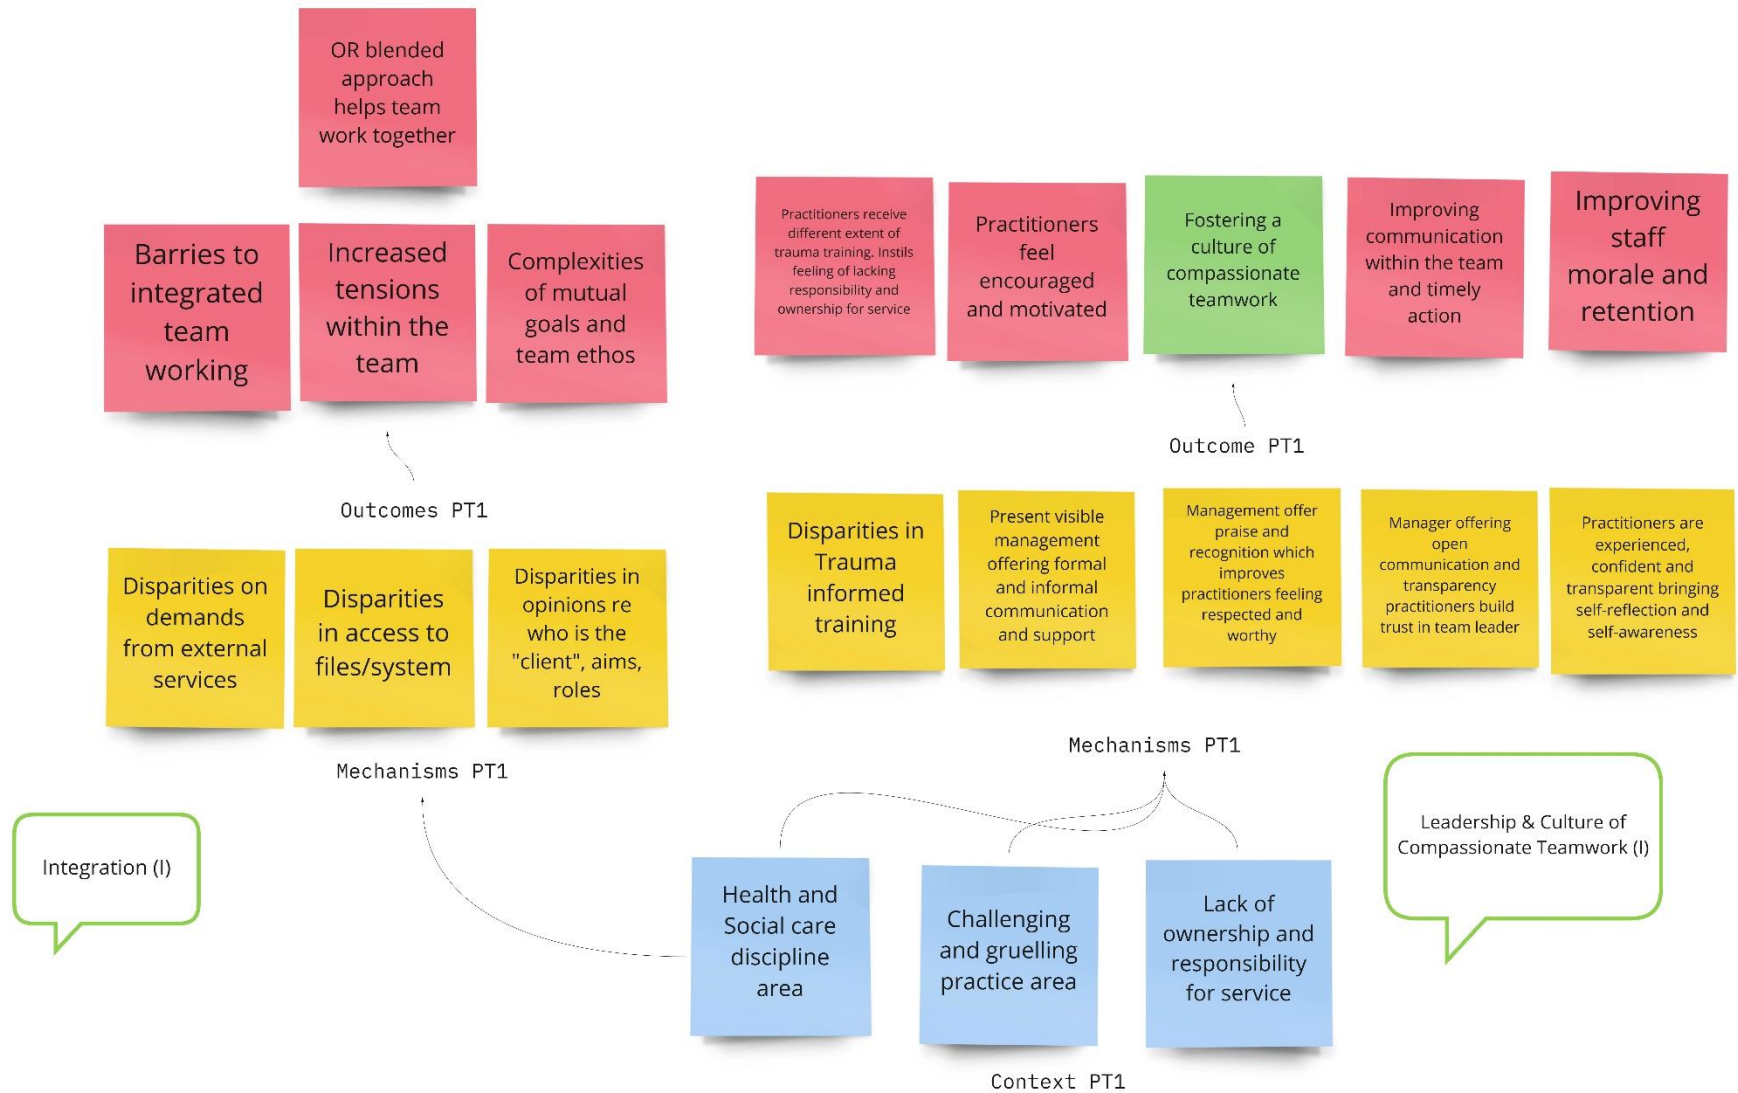 OR blended
approach
helps team
work together
Barries to
integrated
team
working
Increased
tensions
within the
team
Complexities
of mutual
goals and
team ethos
Outcomes PT1
Disparities on
demands
from external
services
Disparities
in access to
files/system
Disparities in
opinions re
who is the
"client", aims,
roles
Mechanisms PT1
Integration (I)
Practitioners receive
different extent of
trauma training. Instils
feeling of lacking
responsibility and
ownership for service
Practitioners
feel
encouraged
and motivated
Fostering a
culture of
compassionate
teamwork
Improving
communication
within the team
and timely
action
Improving
staff
morale and
retention
Outcome PT1
Disparities in
Trauma
informed
training
Present visible
management
offering formal
and informal
communication
and support
Management offer
praise and
recognition which
improves
practitioners feeling
respected and
worthy
Manager offering
open
communication and
transparency
practitioners build
trust in team leader
Practitioners are
experienced,
confident and
transparent bringing
self-reflection and
self-awareness
Mechanisms PT1
Leadership & Culture of
Compassionate Teamwork (I)
Health and
Social care
discipline
area
Challenging
and gruelling
practice area
Lack of
ownership and
responsibility
for service
Context PT1